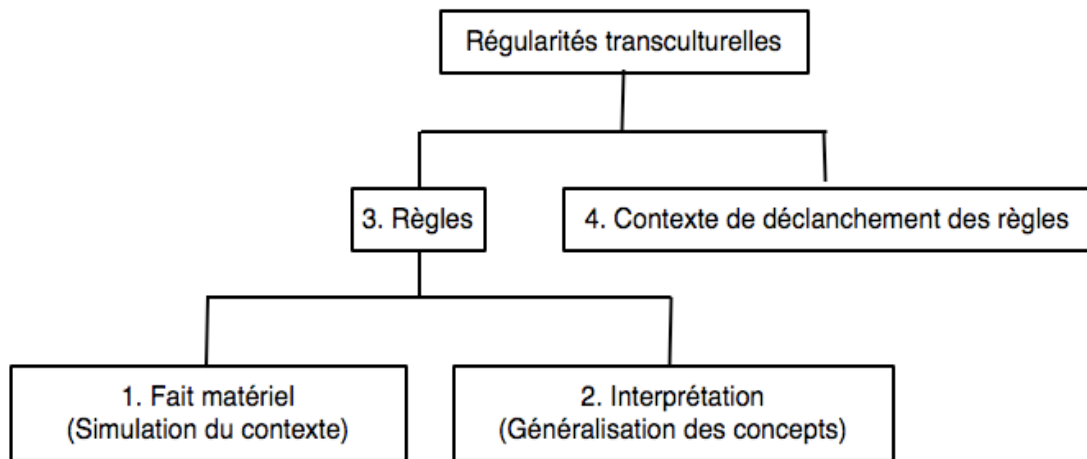 Régularités transculturelles
3. Règles
4. Contexte de déclanchement des règles
1. Fait matériel
(Simulation du contexte)
2. Interprétation
(Généralisation des concepts)